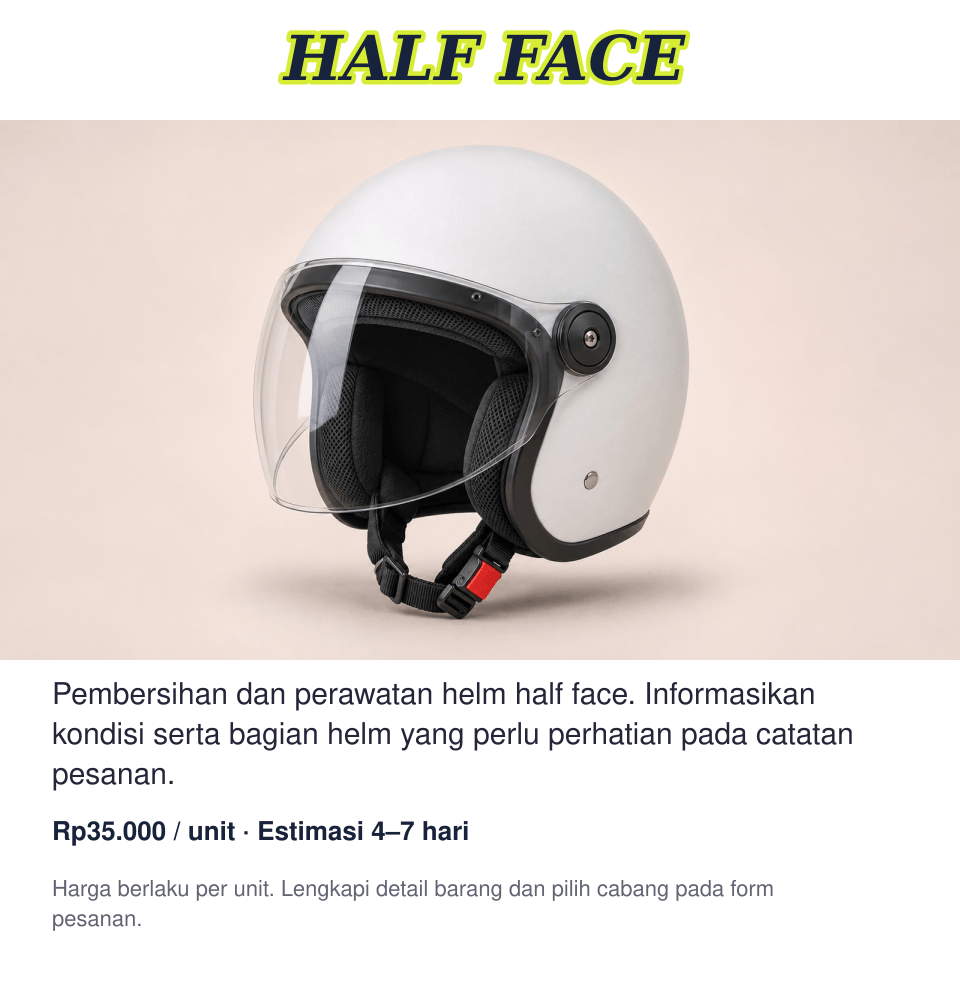 HALF FACE
Pembersihan dan perawatan helm half face. Informasikan
kondisi serta bagian helm yang perlu perhatian pada catatan
pesanan.
Rp35.000 / unit · Estimasi 4–7 hari
Harga berlaku per unit. Lengkapi detail barang dan pilih cabang pada form
pesanan.